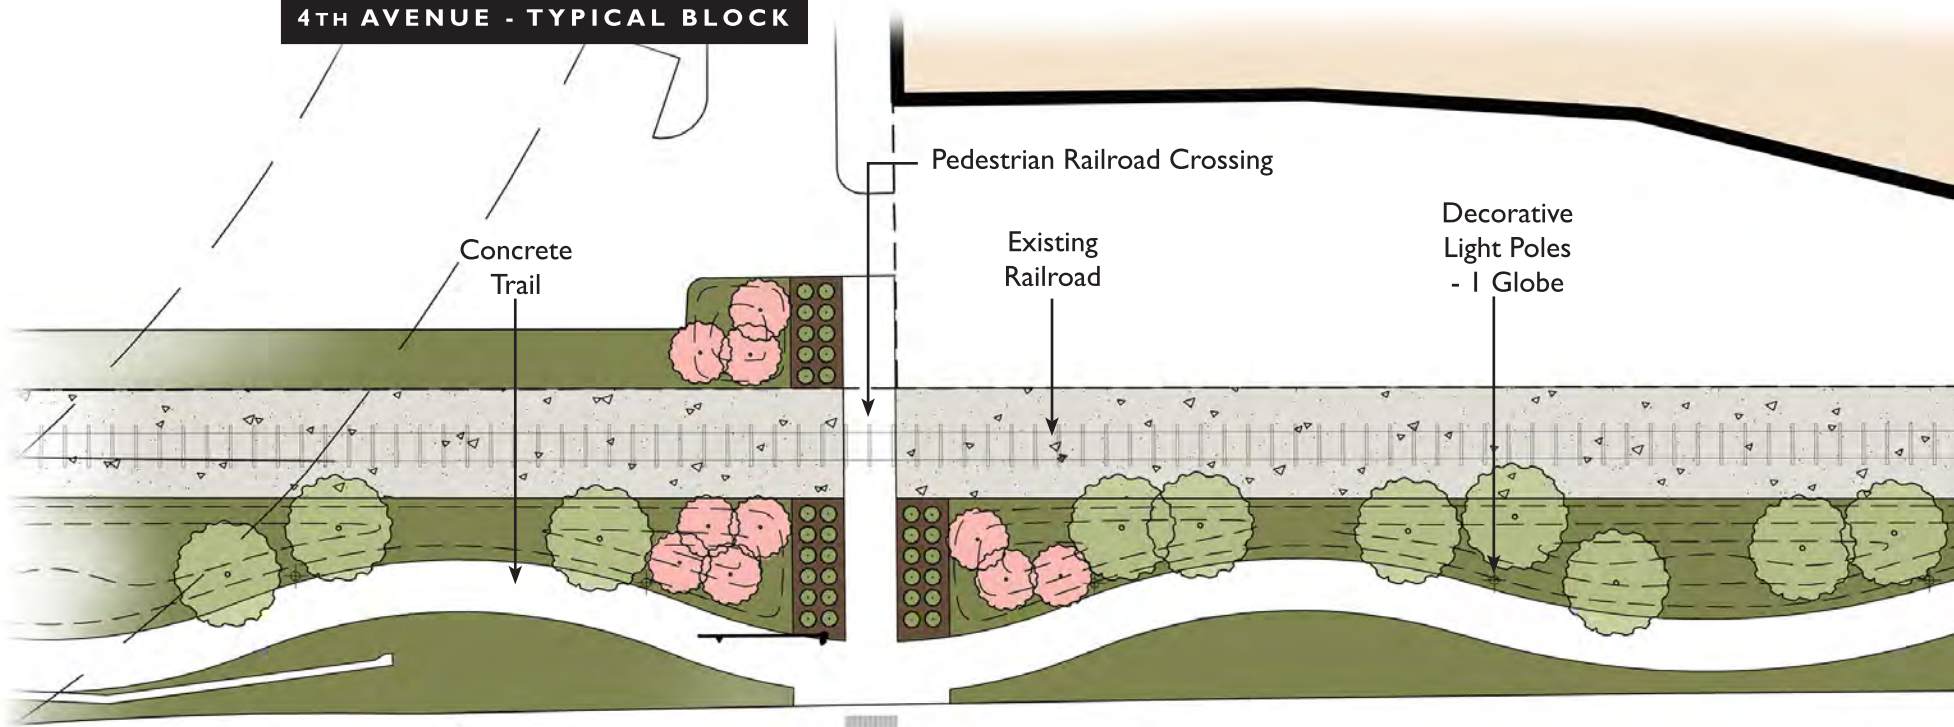 4TH AVENUE - TYPICAL BLOCK
Pedestrian Railroad Crossing
Concrete
Trail
Existing
Railroad
Decorative
Light Poles
- 1 Globe